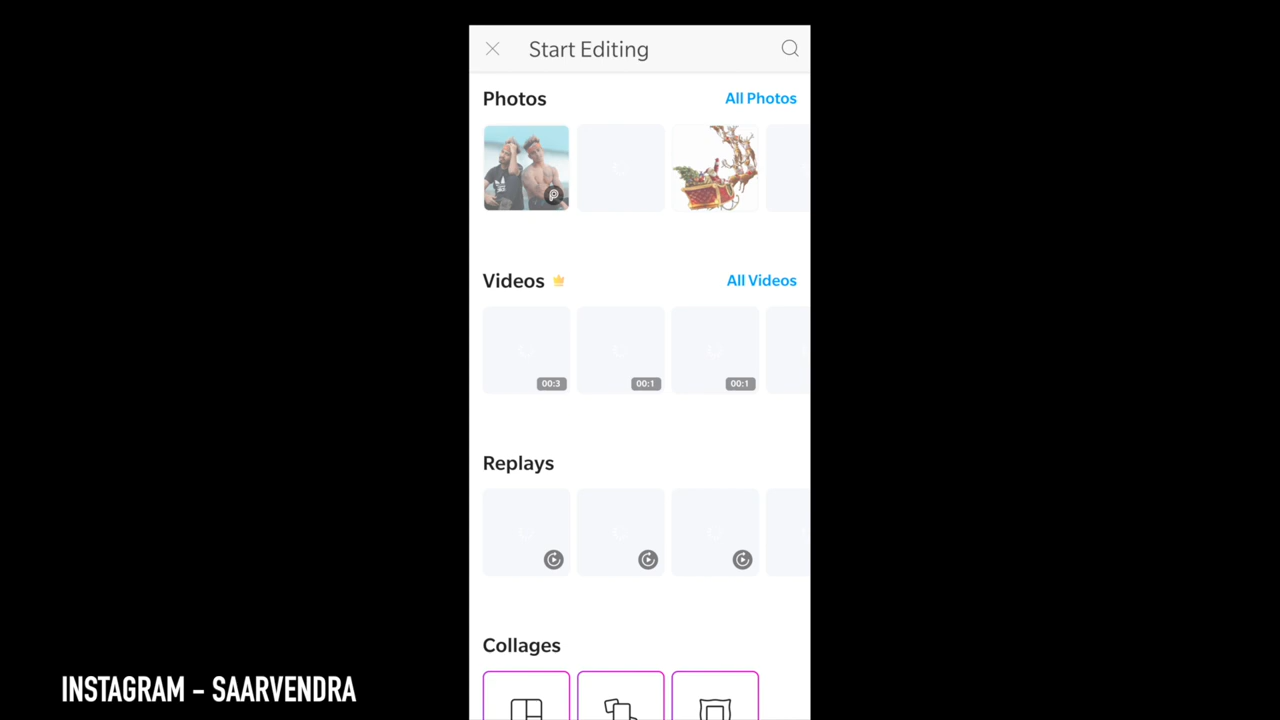 Start Editing
Photos
All Photos
Videos
All Videos
00:3
00:1
00:1
Replays
Collages
INSTAGRAM - SAARVENDRA